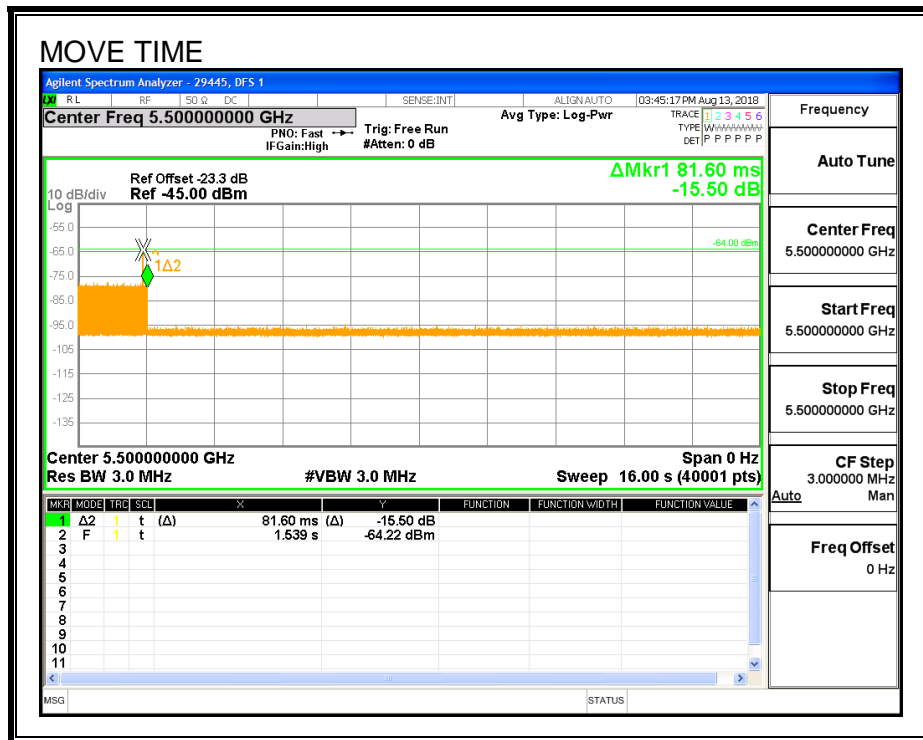 MOVE TIME
Agilent Spectrum Analyzer - 29445, DFS 1
LXI RL RF 50 Ω DC SENSE:INT ALIGN AUTO 03:45:17 PM Aug 13, 2018
Center Freq 5.500000000 GHz
PNO: Fast
IFGain:High
Trig: Free Run
#Atten: 0 dB
Avg Type: Log-Pwr
TRACE 1 2 3 4 5 6
TYPE WWWWWW
DET P P P P P P
ΔMkr1 81.60 ms
-15.50 dB
Ref Offset -23.3 dB
10 dB/div Ref -45.00 dBm
Log
-55.0
-64.00 dBm
-65.0
1Δ2
-75.0
-85.0
-95.0
-105
-115
-125
-135
Center 5.500000000 GHz Span 0 Hz
Res BW 3.0 MHz #VBW 3.0 MHz Sweep 16.00 s (40001 pts)
MKR MODE TRC SCL X Y FUNCTION FUNCTION WIDTH FUNCTION VALUE
1 Δ2 1 t (Δ) 81.60 ms (Δ) -15.50 dB
2 F 1 t 1.539 s -64.22 dBm
3
4
5
6
7
8
9
10
11
MSG STATUS
Frequency
Auto Tune
Center Freq
5.500000000 GHz
Start Freq
5.500000000 GHz
Stop Freq
5.500000000 GHz
CF Step
3.000000 MHz
Auto Man
Freq Offset
0 Hz